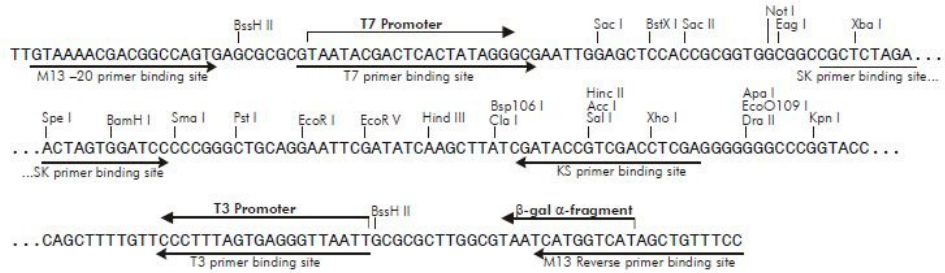 BssH II T7 Promoter Sac I BstX I Sac II Not I Eag I Xba I
TTGTAAAACGACGGCCAGTGAGCGCGCGTAATACGACTCACTATAGGGCGAATTGGAGCTCCACCGCGGTGGCGGCCGCTCTAGA...
M13 –20 primer binding site T7 primer binding site SK primer binding site...
Spe I BamH I Sma I Pst I EcoR I EcoR V Hind III Bsp106 I Cla I Hinc II Acc I Sal I Xho I Apa I EcoO109 I Dra II Kpn I
...ACTAGTGGATCCCCCGGGCTGCAGGAATTCGATATCAAGCTTATCGATACCGTCGACCTCGAGGGGGGGCCCGGTACC...
...SK primer binding site KS primer binding site
T3 Promoter BssH II β-gal α-fragment
...CAGCTTTTGTTCCCTTTAGTGAGGGTTAATTGCGCGCTTGGCGTAATCATGGTCATAGCTGTTTCC
T3 primer binding site M13 Reverse primer binding site